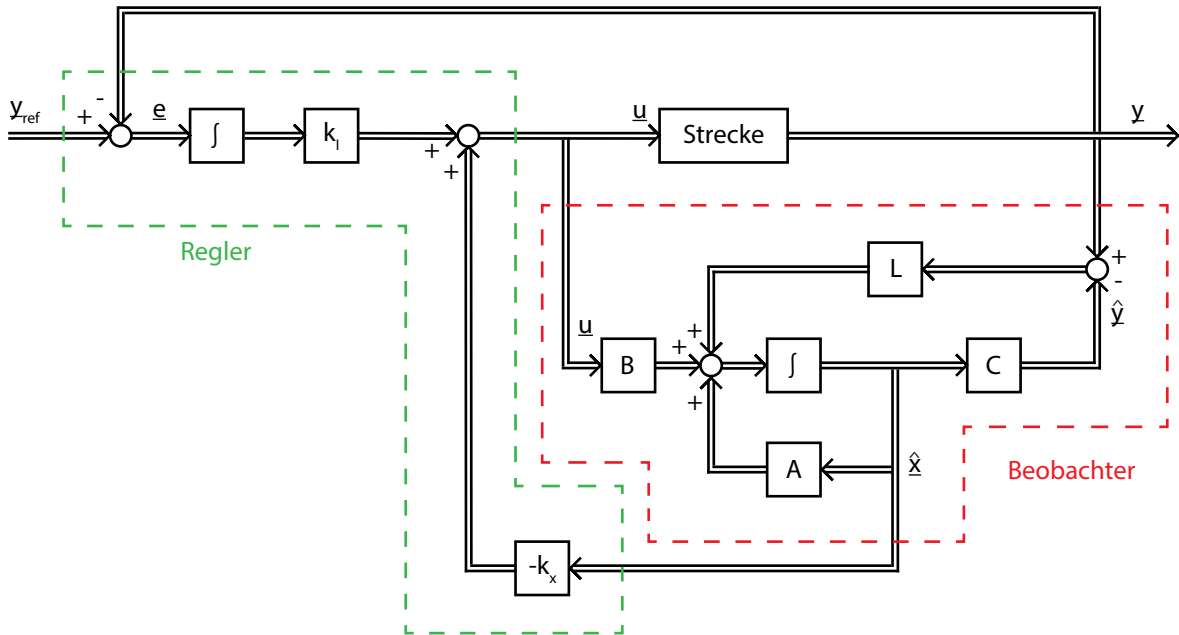 -
y_ref
+
e
∫
k_I
+
+
u
Strecke
y
Regler
L
+
-
ŷ
u
B
+
+
+
∫
C
A
x̂
Beobachter
-k_x